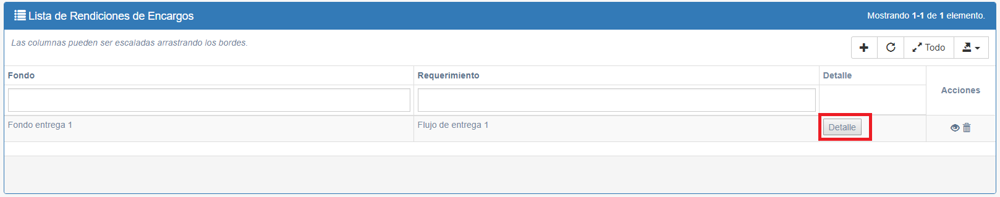 Lista de Rendiciones de Encargos
Mostrando 1-1 de 1 elemento.
Las columnas pueden ser escaladas arrastrando los bordes.
Todo
Fondo
Requerimiento
Detalle
Acciones
Fondo entrega 1
Flujo de entrega 1
Detalle